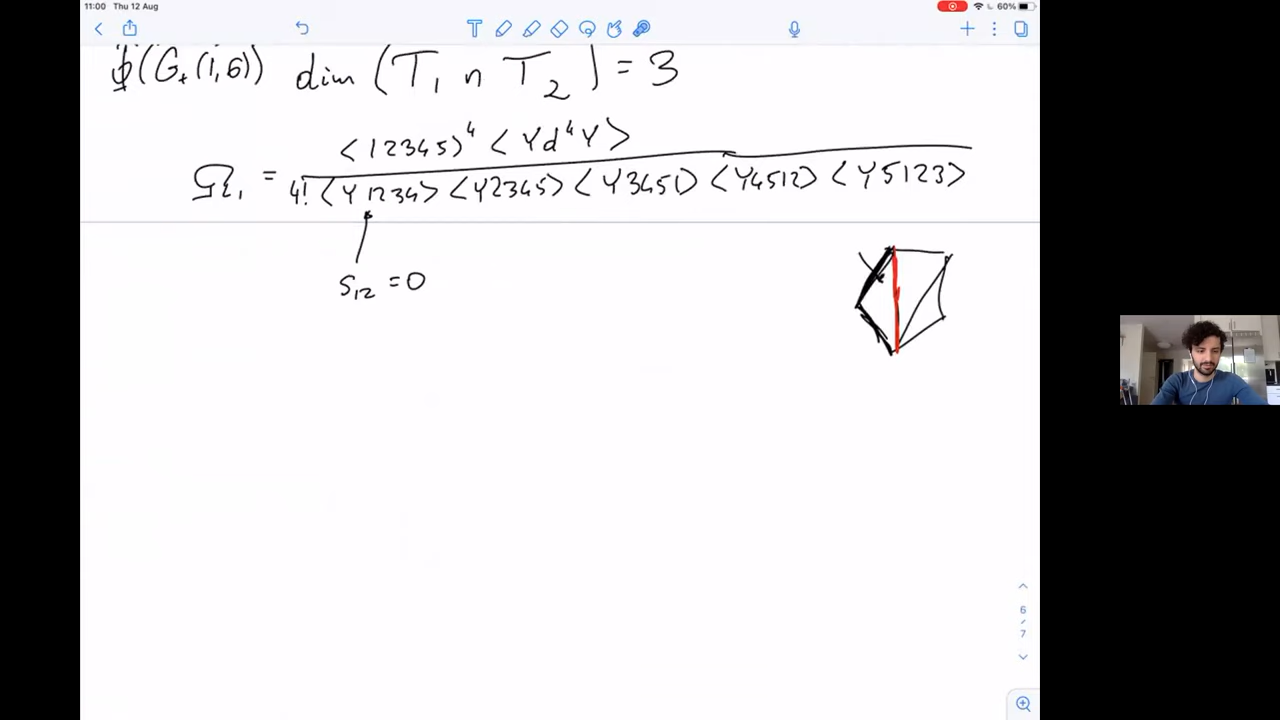 11:00 Thu 12 Aug 60%
ϕ(G₊(1,6)) dim (T₁ ∩ T₂) = 3
Ω₁ = <12345>⁴ <Yd⁴Y>
4! <Y1234> <Y2345> <Y3451> <Y4512> <Y5123>
S₁₂ = 0
6
/
7